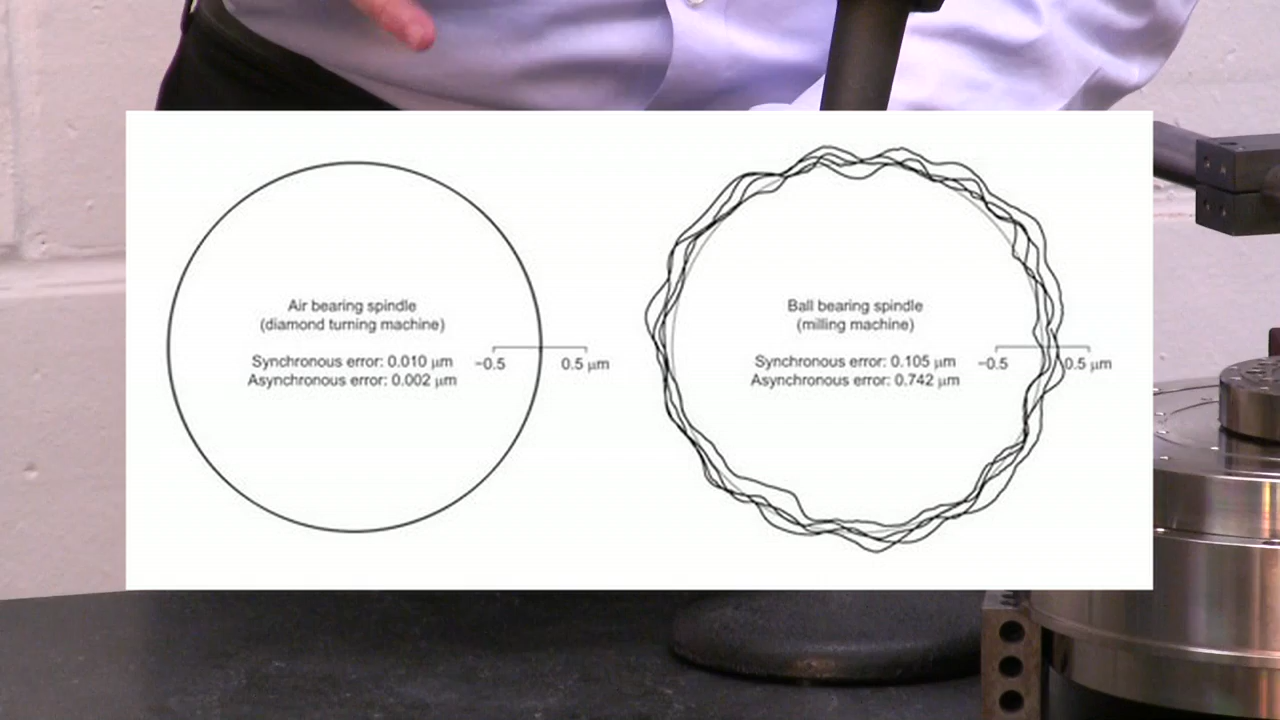 Air bearing spindle
(diamond turning machine)
Synchronous error: 0.010 μm
Asynchronous error: 0.002 μm
−0.5 0.5 μm
Ball bearing spindle
(milling machine)
Synchronous error: 0.105 μm
Asynchronous error: 0.742 μm
−0.5 0.5 μm